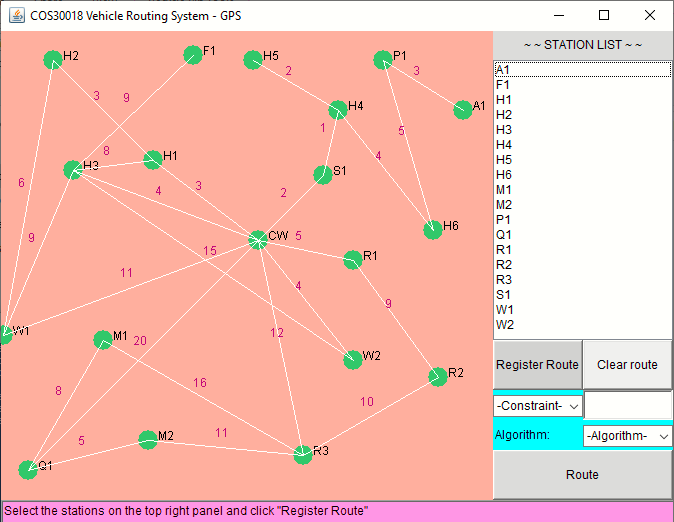 COS30018 Vehicle Routing System - GPS
~ ~ STATION LIST ~ ~
H2
F1
H5
P1
3
2
3
9
H4
A1
1
5
8
H1
4
H3
S1
3
4
2
6
H6
9
CW
5
15
R1
11
4
9
12
W1
M1
20
W2
16
R2
8
10
5
M2
11
R3
Q1
A1
F1
H1
H2
H3
H4
H5
H6
M1
M2
P1
Q1
R1
R2
R3
S1
W1
W2
Register Route
Clear route
-Constraint-
Algorithm:
-Algorithm-
Route
Select the stations on the top right panel and click "Register Route"